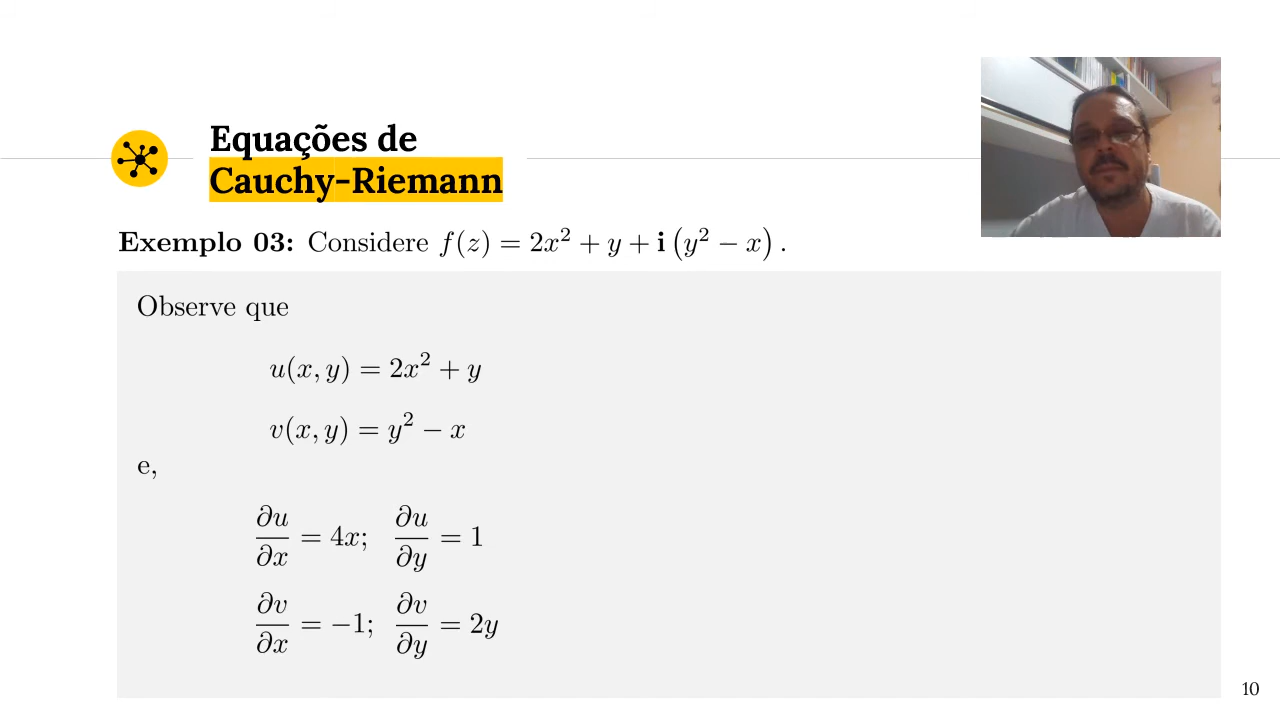 Equações de
Cauchy-Riemann
Exemplo 03: Considere f(z) = 2x² + y + i (y² − x) .
Observe que
u(x, y) = 2x² + y
v(x, y) = y² − x
e,
∂u/∂x = 4x; ∂u/∂y = 1
∂v/∂x = −1; ∂v/∂y = 2y
10